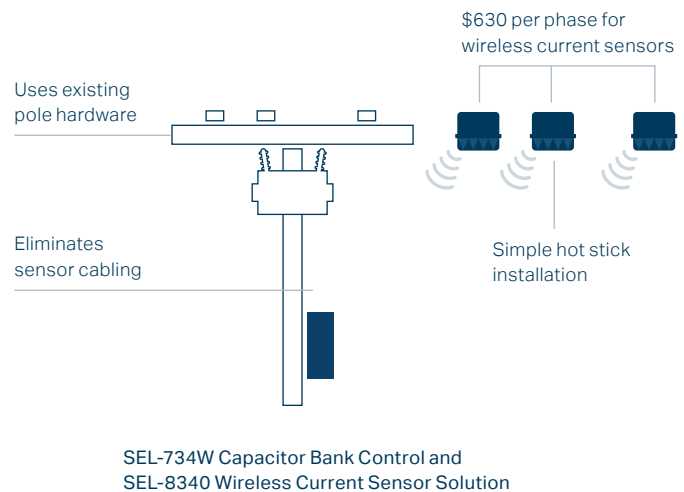 $630 per phase for
wireless current sensors
Uses existing
pole hardware
Eliminates
sensor cabling
Simple hot stick
installation
SEL-734W Capacitor Bank Control and
SEL-8340 Wireless Current Sensor Solution